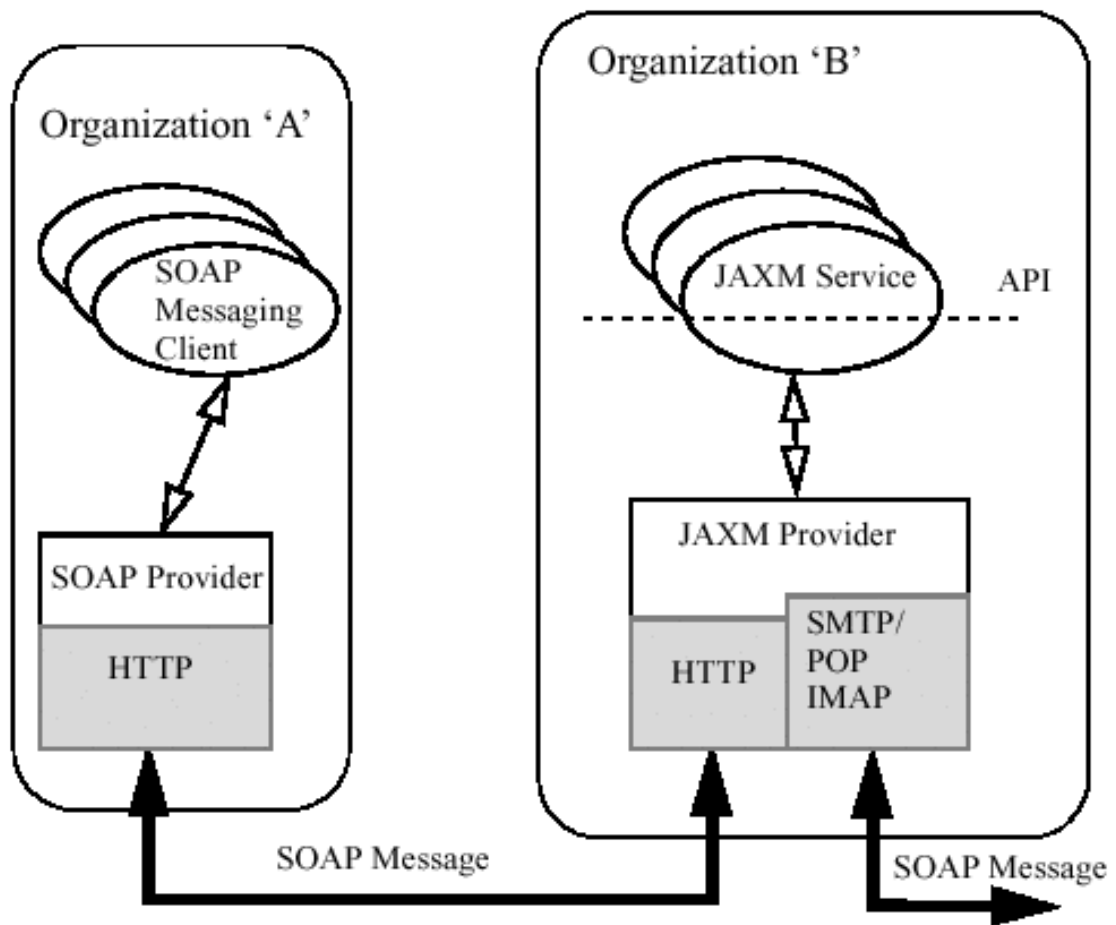 Organization ‘A’
SOAP
Messaging
Client
SOAP Provider
HTTP
Organization ‘B’
JAXM Service
API
JAXM Provider
HTTP
SMTP/
POP
IMAP
SOAP Message
SOAP Message